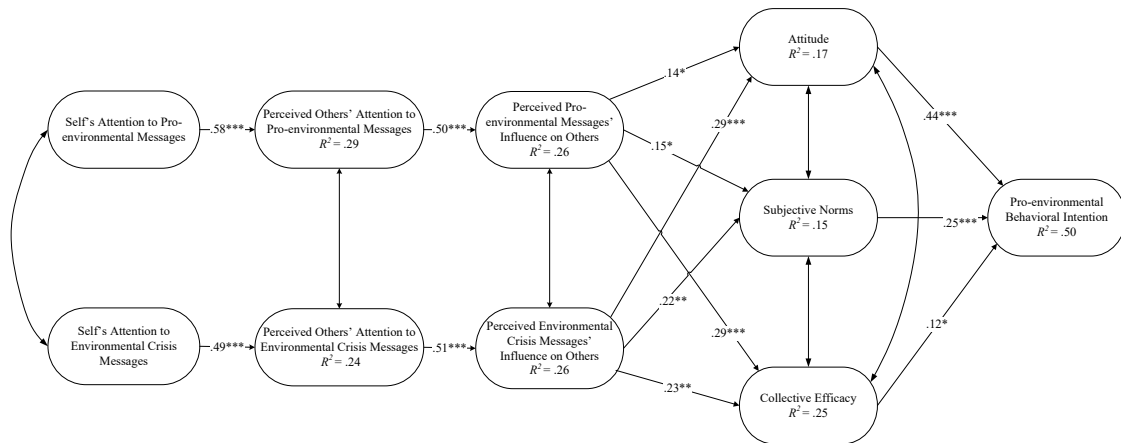 Attitude
R² = .17
.14*
Self's Attention to Pro-
environmental Messages
.58***
Perceived Others' Attention to
Pro-environmental Messages
R² = .29
.50***
Perceived Pro-
environmental Messages'
Influence on Others
R² = .26
.29***
.15*
.44***
Subjective Norms
R² = .15
.25***
Pro-environmental
Behavioral Intention
R² = .50
.22**
.29***
.12*
Self's Attention to
Environmental Crisis
Messages
.49***
Perceived Others' Attention to
Environmental Crisis Messages
R² = .24
.51***
Perceived Environmental
Crisis Messages'
Influence on Others
R² = .26
.23**
Collective Efficacy
R² = .25